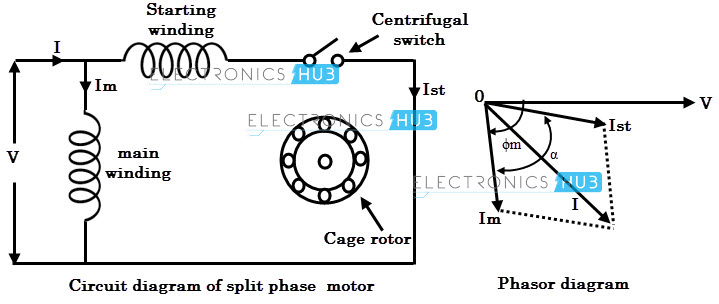 Starting
winding
Centrifugal
switch
I
Im
Ist
V
main
winding
ELECTRONICS HUB
ELECTRONICS HUB
Cage rotor
Circuit diagram of split phase motor
0
V
Ist
ϕm
α
ELECTRONICS HUB
Im
I
Phasor diagram